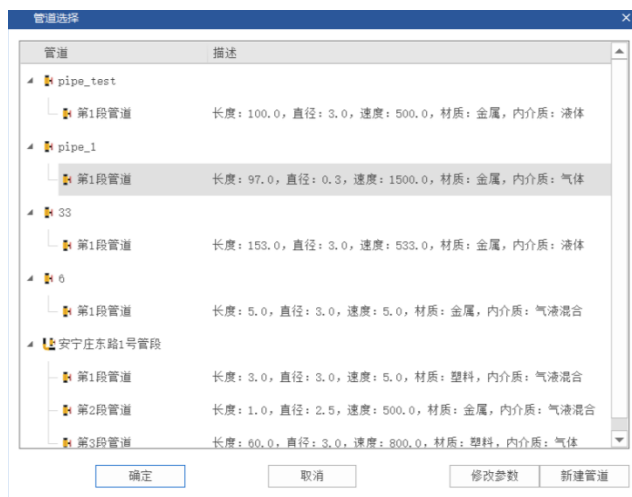 管道选择
管道 描述
pipe_test
第1段管道 长度: 100.0, 直径: 3.0, 速度: 500.0, 材质: 金属, 内介质: 液体
pipe_1
第1段管道 长度: 97.0, 直径: 0.3, 速度: 1500.0, 材质: 金属, 内介质: 气体
33
第1段管道 长度: 153.0, 直径: 3.0, 速度: 533.0, 材质: 金属, 内介质: 液体
6
第1段管道 长度: 5.0, 直径: 3.0, 速度: 5.0, 材质: 金属, 内介质: 气液混合
安宁庄东路1号管段
第1段管道 长度: 3.0, 直径: 3.0, 速度: 5.0, 材质: 塑料, 内介质: 气液混合
第2段管道 长度: 1.0, 直径: 2.5, 速度: 500.0, 材质: 金属, 内介质: 气液混合
第3段管道 长度: 60.0, 直径: 3.0, 速度: 800.0, 材质: 塑料, 内介质: 气体
确定 取消 修改参数 新建管道